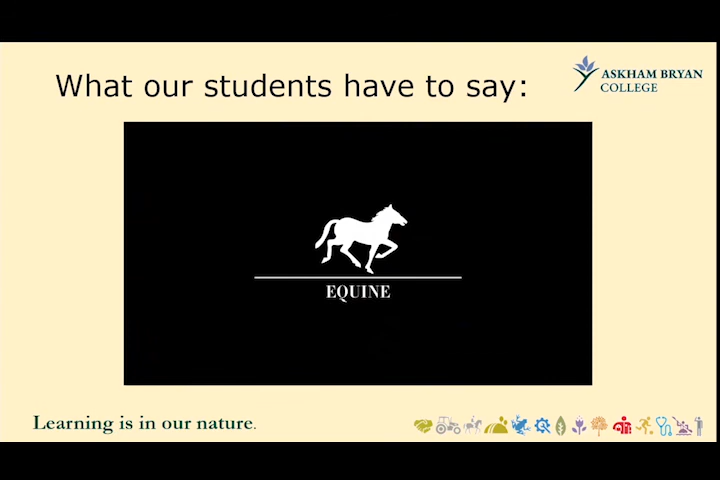 What our students have to say:
ASKHAM BRYAN
COLLEGE
EQUINE
Learning is in our nature.